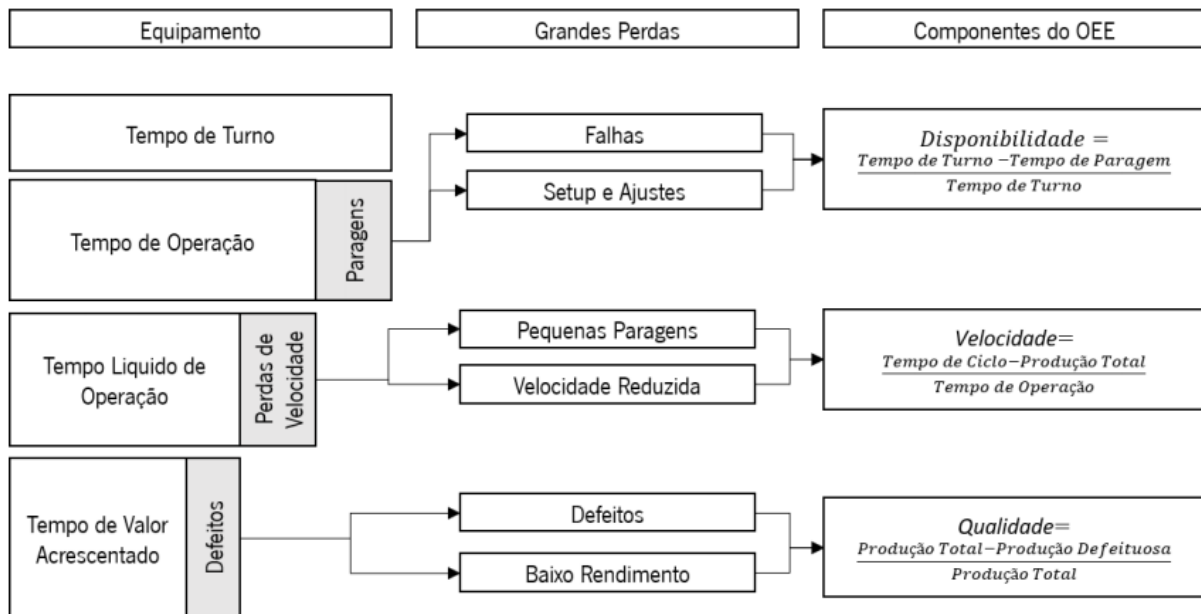 Equipamento
Grandes Perdas
Componentes do OEE
Tempo de Turno
Falhas
Disponibilidade =
Tempo de Turno −Tempo de Paragem
Tempo de Turno
Setup e Ajustes
Tempo de Operação
Paragens
Tempo Liquido de
Operação
Perdas de
Velocidade
Pequenas Paragens
Velocidade Reduzida
Velocidade=
Tempo de Ciclo−Produção Total
Tempo de Operação
Tempo de Valor
Acrescentado
Defeitos
Defeitos
Baixo Rendimento
Qualidade=
Produção Total−Produção Defeituosa
Produção Total